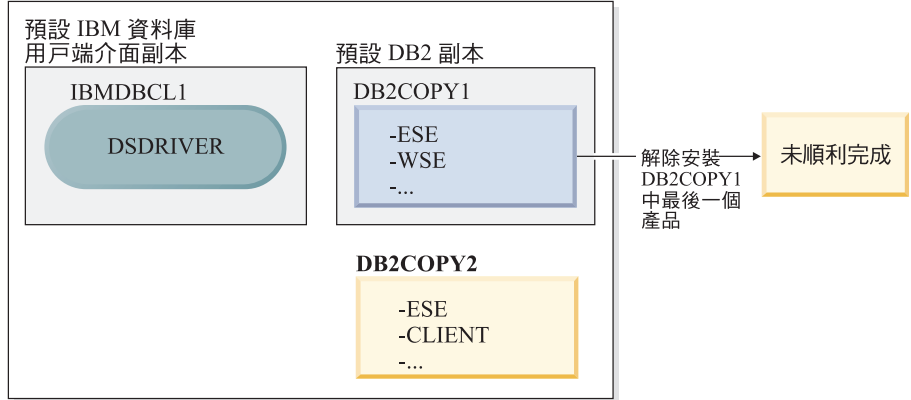 預設 IBM 資料庫
用戶端介面副本
IBMDBCL1
DSDRIVER
預設 DB2 副本
DB2COPY1
-ESE
-WSE
-...
解除安裝
DB2COPY1
中最後一個
產品
未順利完成
DB2COPY2
-ESE
-CLIENT
-...